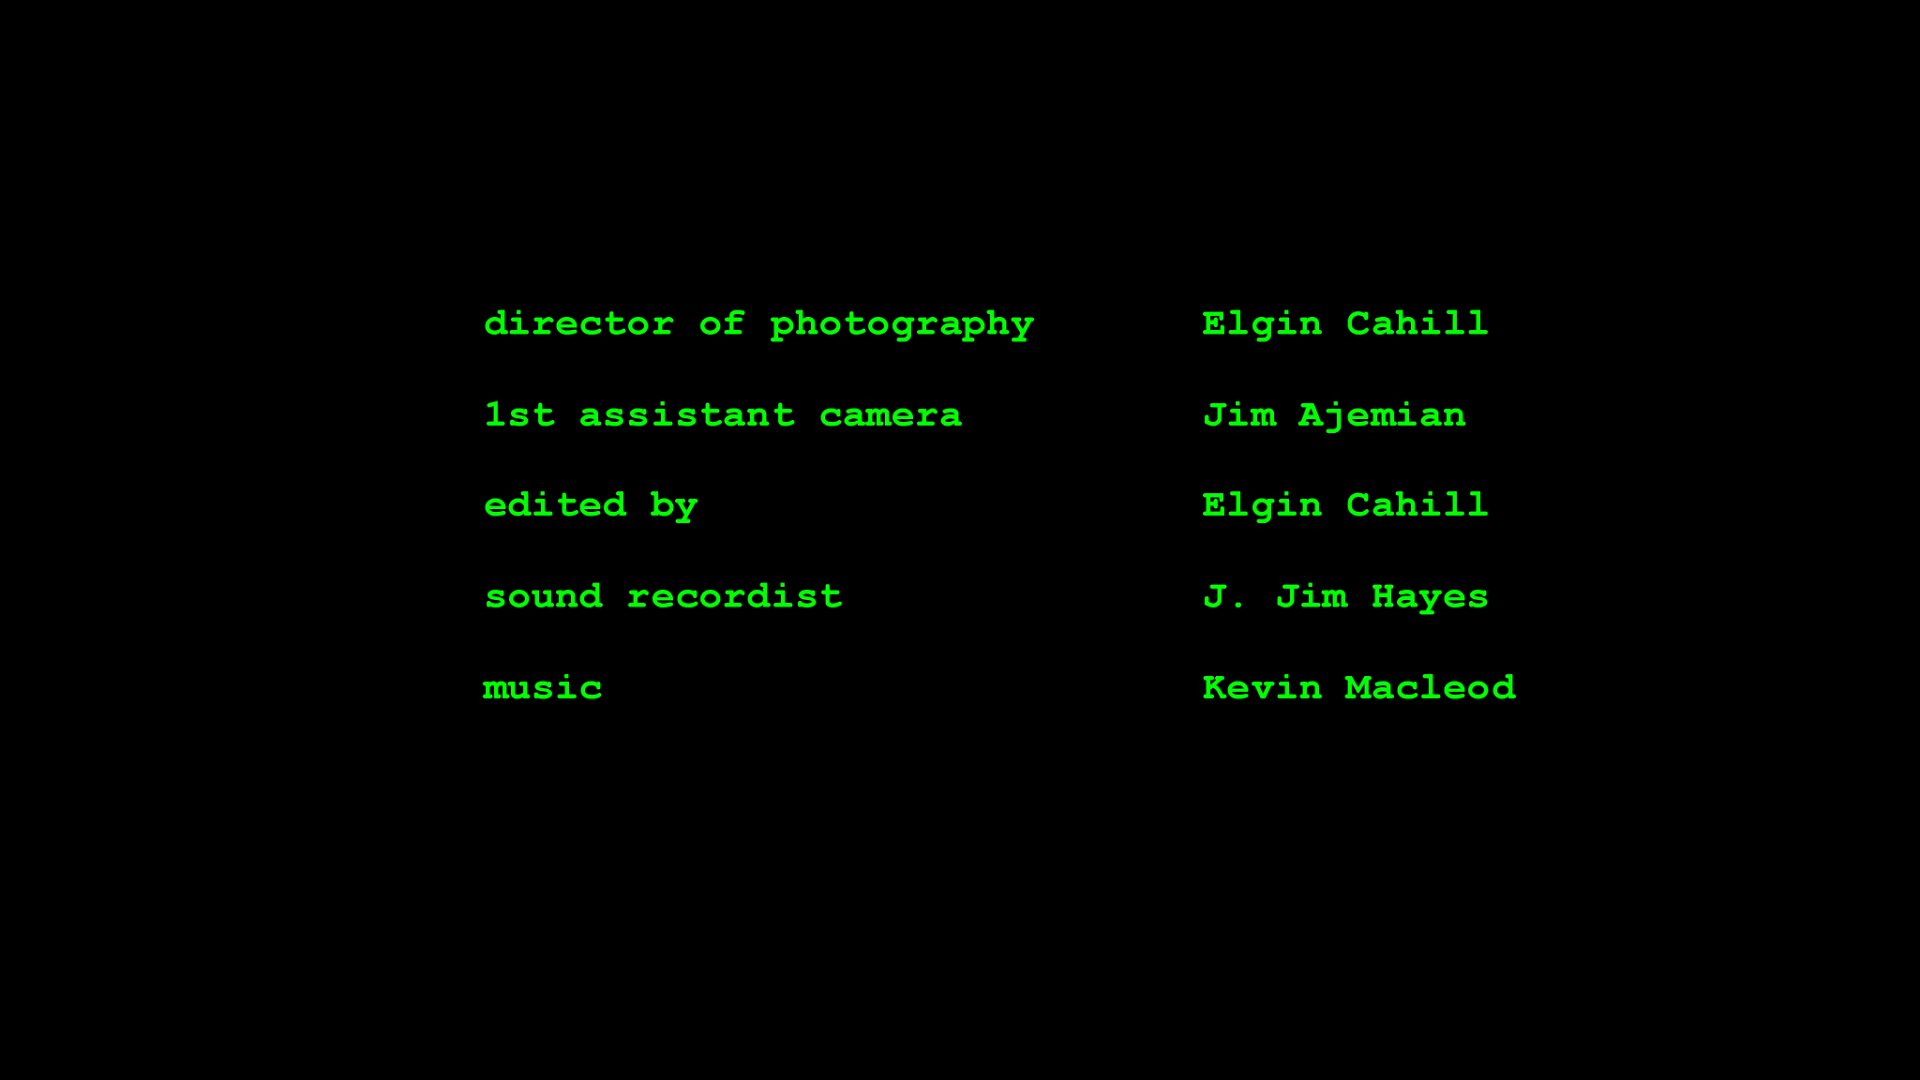 director of photography Elgin Cahill
1st assistant camera Jim Ajemian
edited by Elgin Cahill
sound recordist J. Jim Hayes
music Kevin Macleod